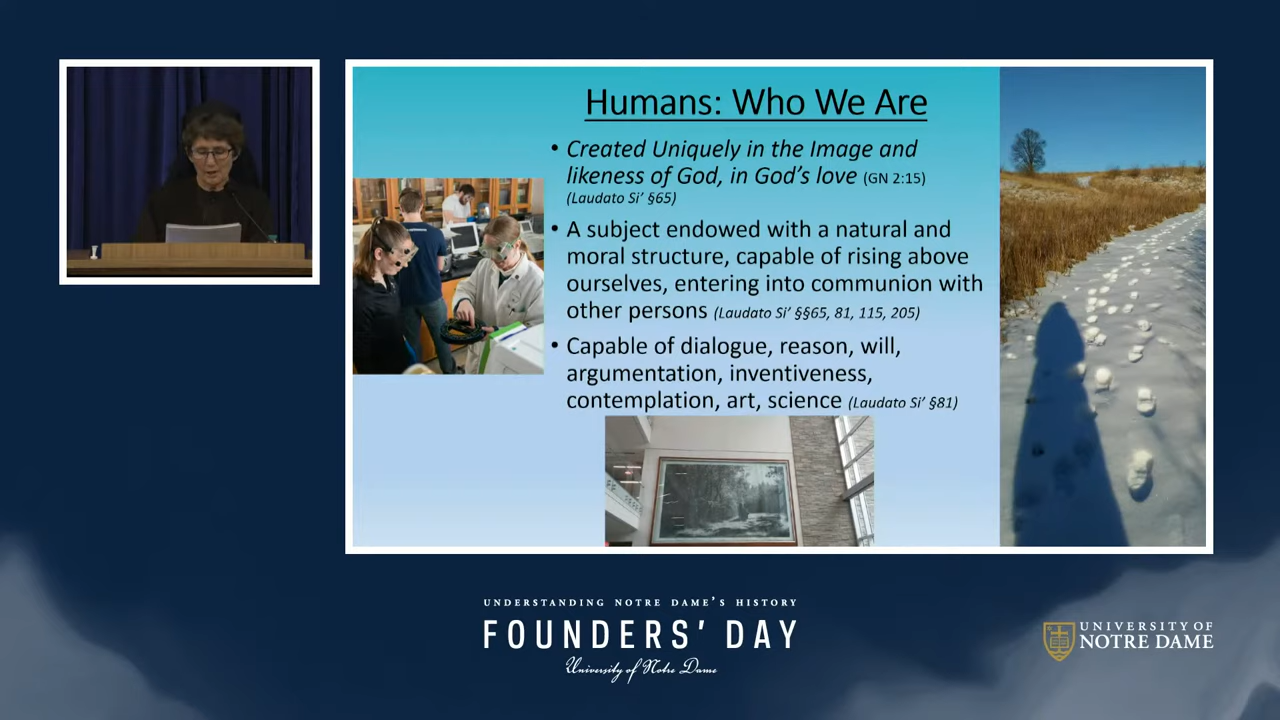 Humans: Who We Are
• Created Uniquely in the Image and
likeness of God, in God's love (GN 2:15)
(Laudato Si' §65)
• A subject endowed with a natural and
moral structure, capable of rising above
ourselves, entering into communion with
other persons (Laudato Si' §§65, 81, 115, 205)
• Capable of dialogue, reason, will,
argumentation, inventiveness,
contemplation, art, science (Laudato Si' §81)
UNDERSTANDING NOTRE DAME'S HISTORY
FOUNDERS' DAY
University of Notre Dame
UNIVERSITY OF
NOTRE DAME